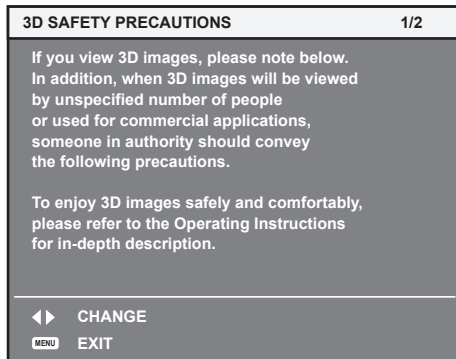 3D SAFETY PRECAUTIONS 1/2
If you view 3D images, please note below.
In addition, when 3D images will be viewed
by unspecified number of people
or used for commercial applications,
someone in authority should convey
the following precautions.
To enjoy 3D images safely and comfortably,
please refer to the Operating Instructions
for in-depth description.
CHANGE
MENU EXIT